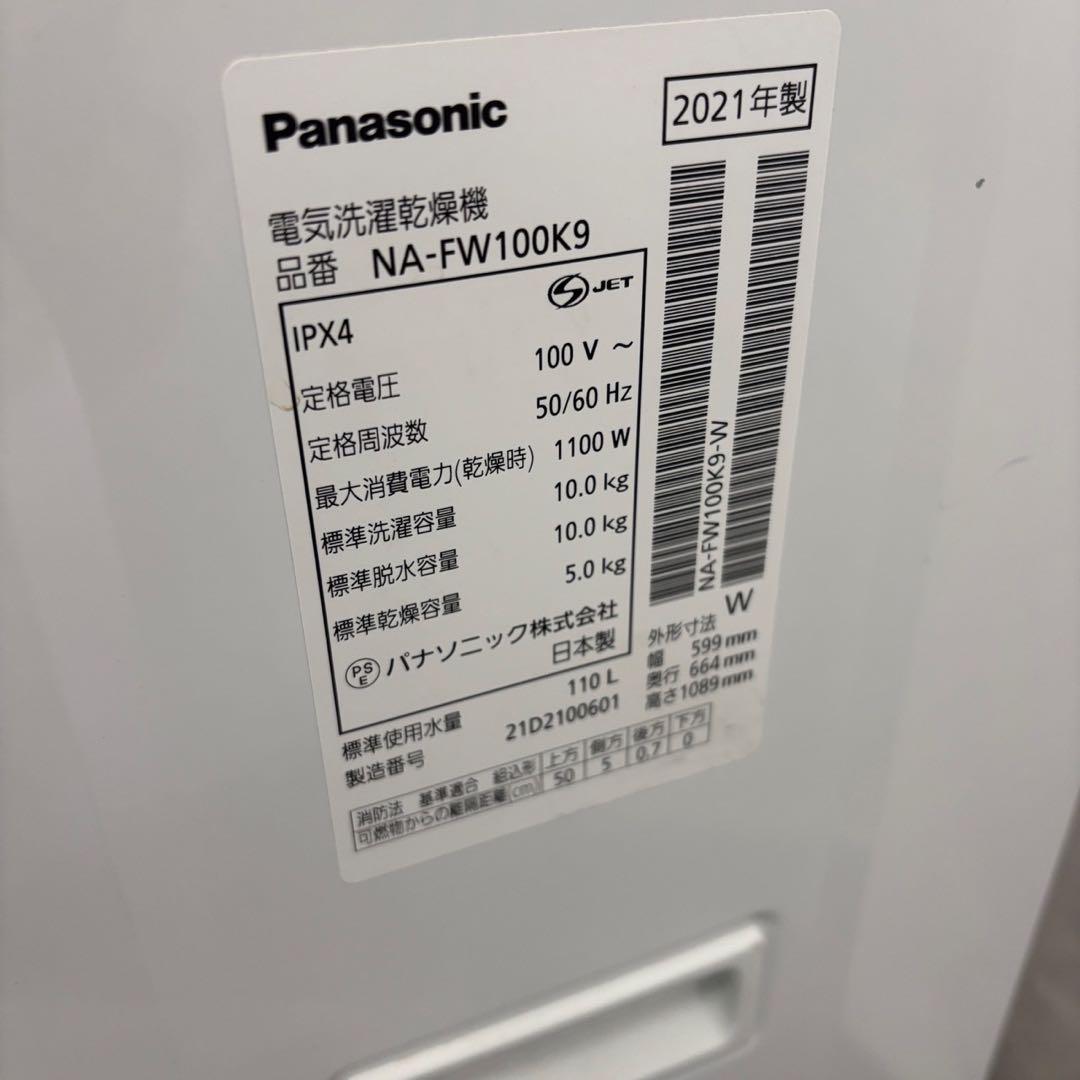 Panasonic
2021年製
電気洗濯乾燥機
品番 NA-FW100K9
JET
IPX4
定格電圧 100 V ~
定格周波数 50/60 Hz
最大消費電力(乾燥時) 1100 W
標準洗濯容量 10.0 kg
標準脱水容量 10.0 kg
標準乾燥容量 5.0 kg
PSE パナソニック株式会社
日本製
標準使用水量 110 L
製造番号 21D2100601
NA-FW100K9-W
W
外形寸法
幅 599 mm
奥行 664 mm
高さ1089 mm
消防法 基準適合 組込形 上方 側方 後方 下方
可燃物からの離隔距離(cm) 50 5 0.7 0